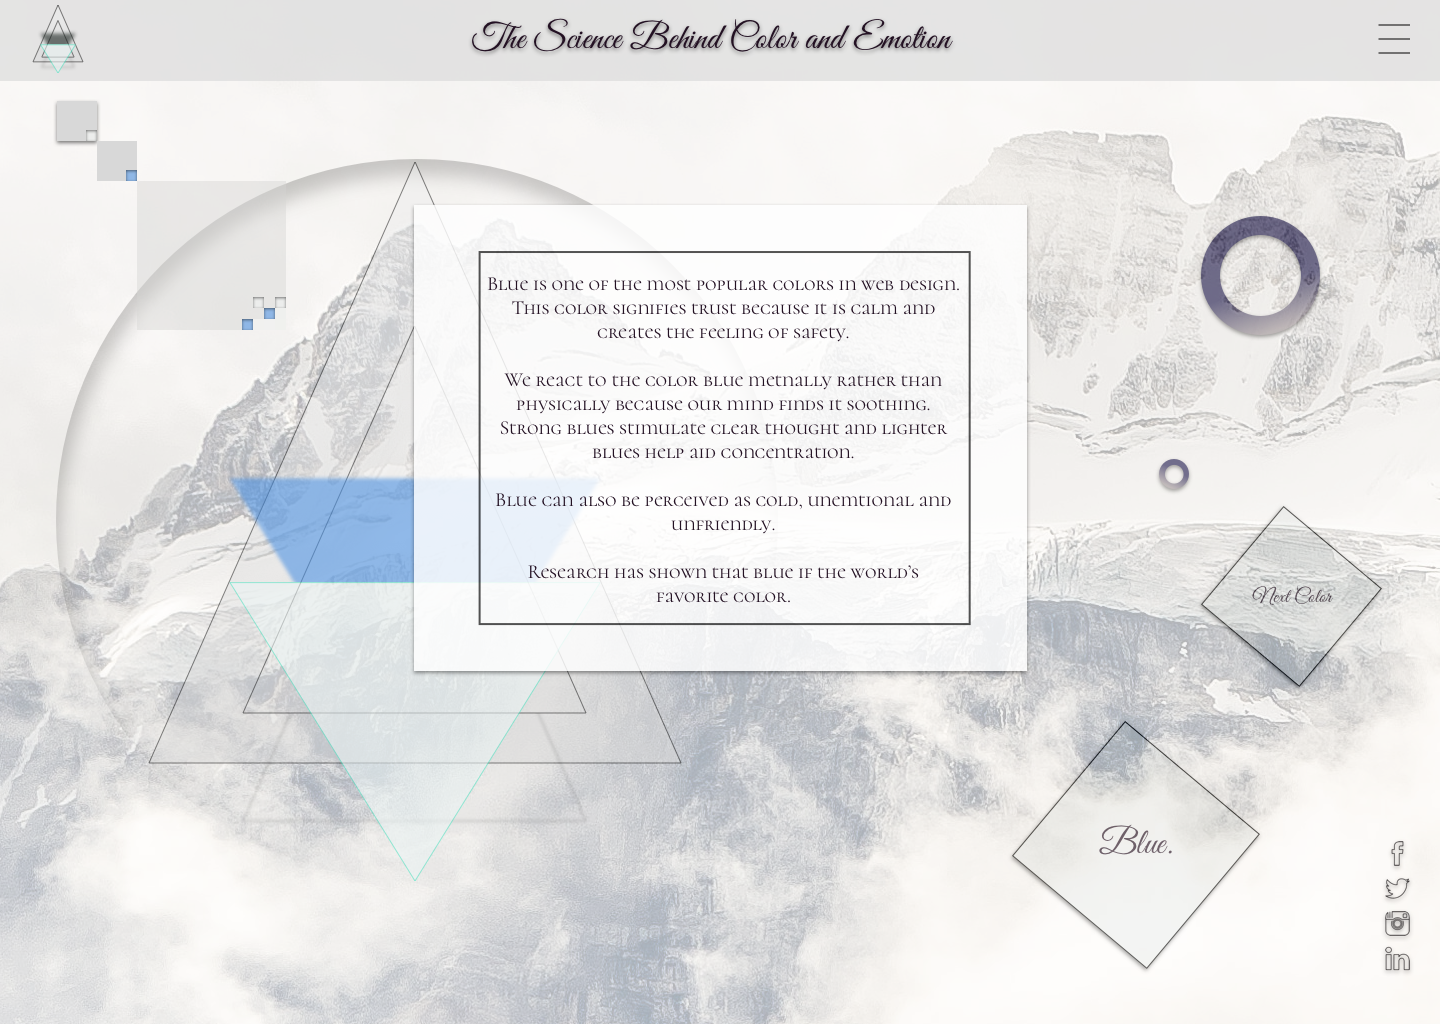 The Science Behind Color and Emotion
Blue is one of the most popular colors in web design.
This color signifies trust because it is calm and
creates the feeling of safety.
We react to the color blue metnally rather than
physically because our mind finds it soothing.
Strong blues stimulate clear thought and lighter
blues help aid concentration.
Blue can also be perceived as cold, unemtional and
unfriendly.
Research has shown that blue if the world’s
favorite color.
Next Color
Blue.